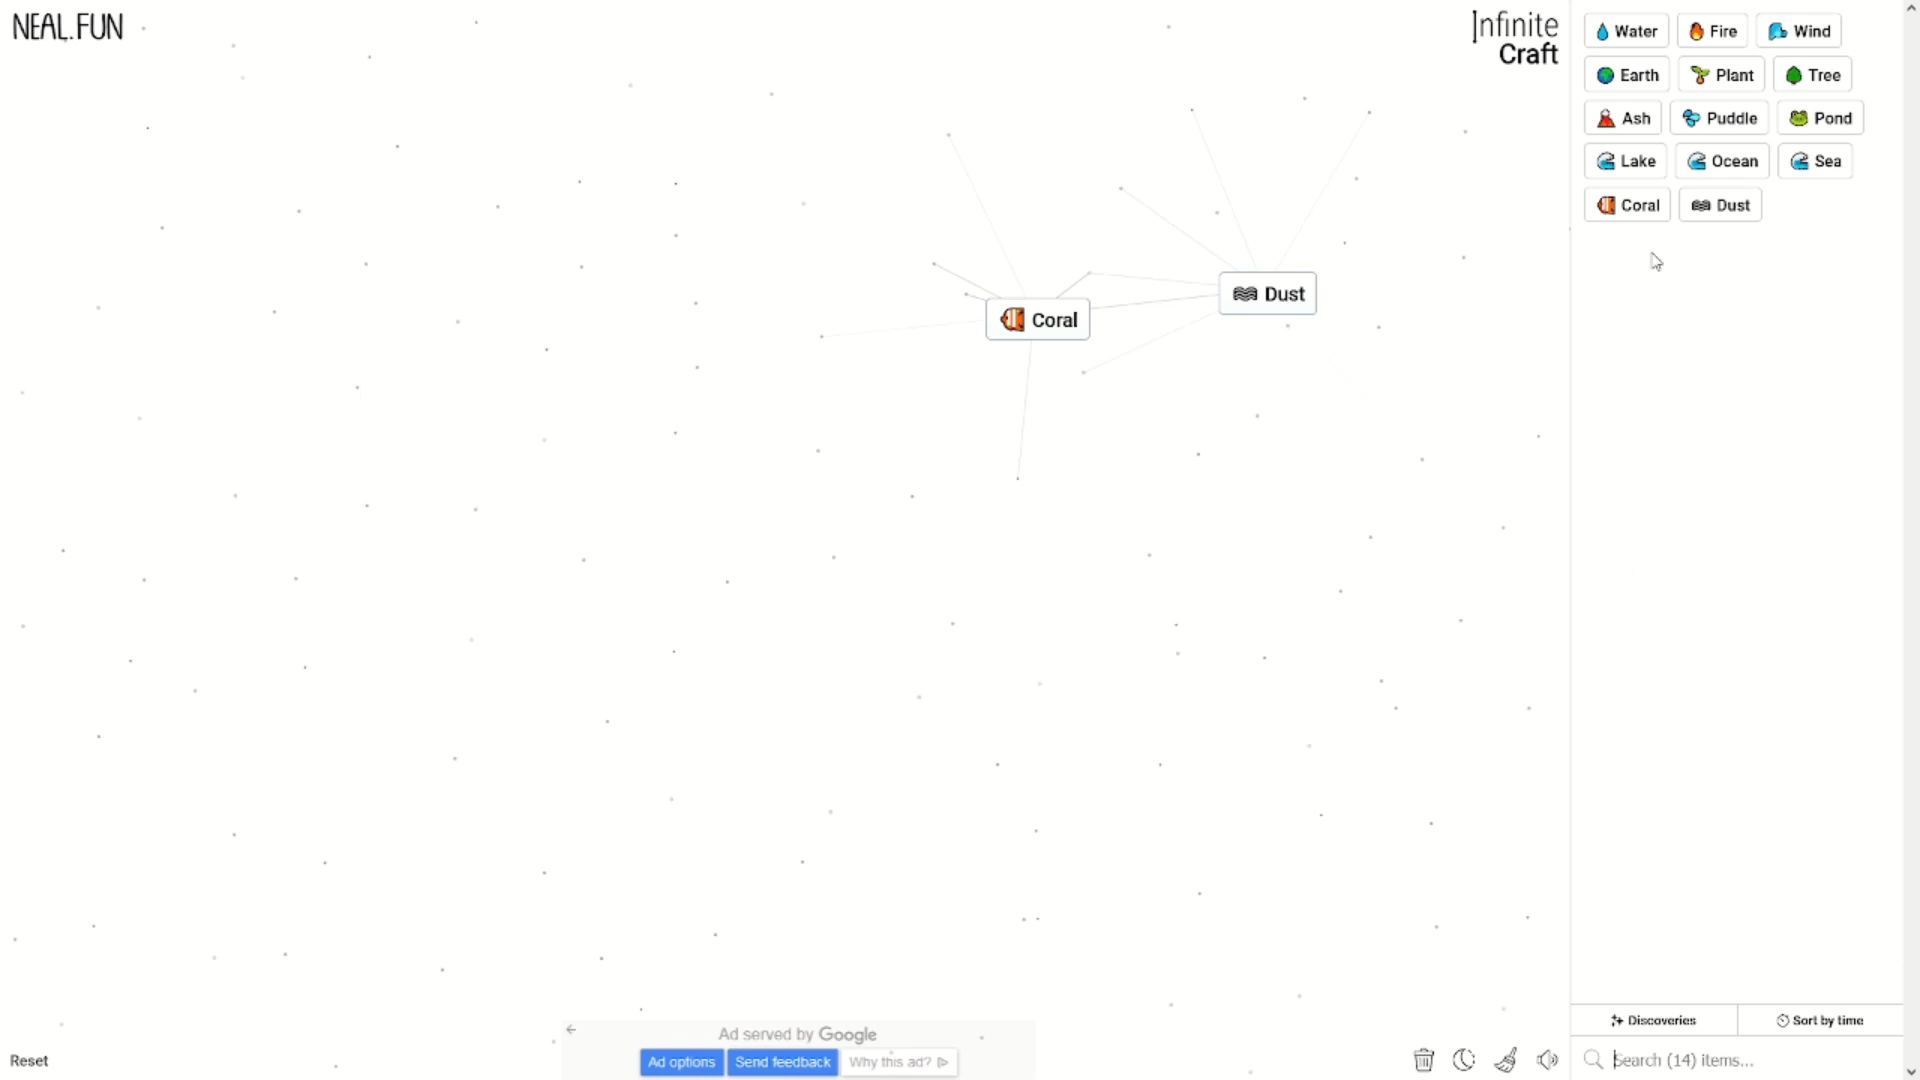 NEAL.FUN
Infinite
Craft
Water Fire Wind
Earth Plant Tree
Ash Puddle Pond
Lake Ocean Sea
Coral Dust
Dust
Coral
Discoveries Sort by time
Ad served by Google
Ad options Send feedback Why this ad?
Reset
Search (14) items...